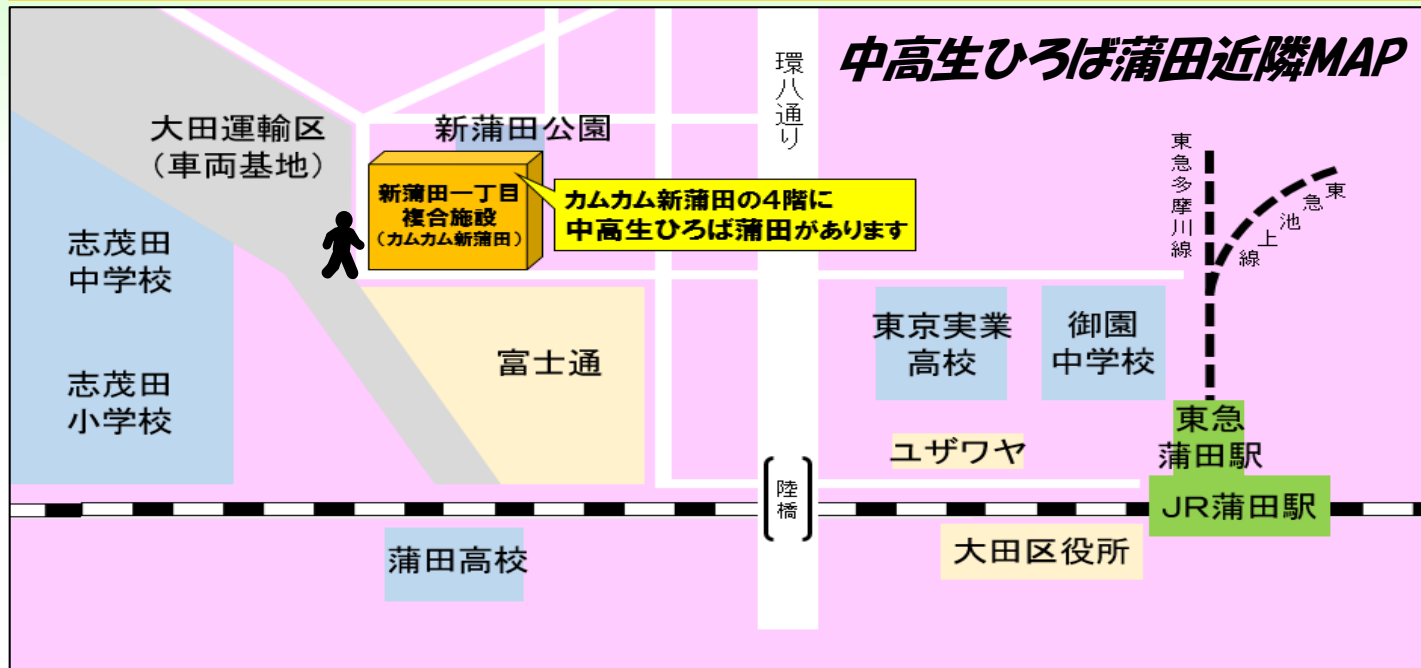 中高生ひろば蒲田近隣MAP
環八通り
大田運輸区
（車両基地）
新蒲田公園
新蒲田一丁目
複合施設
（カムカム新蒲田）
カムカム新蒲田の4階に
中高生ひろば蒲田があります
東急多摩川線
東急池上線
志茂田
中学校
志茂田
小学校
富士通
東京実業
高校
御園
中学校
ユザワヤ
東急
蒲田駅
JR蒲田駅
陸橋
蒲田高校
大田区役所